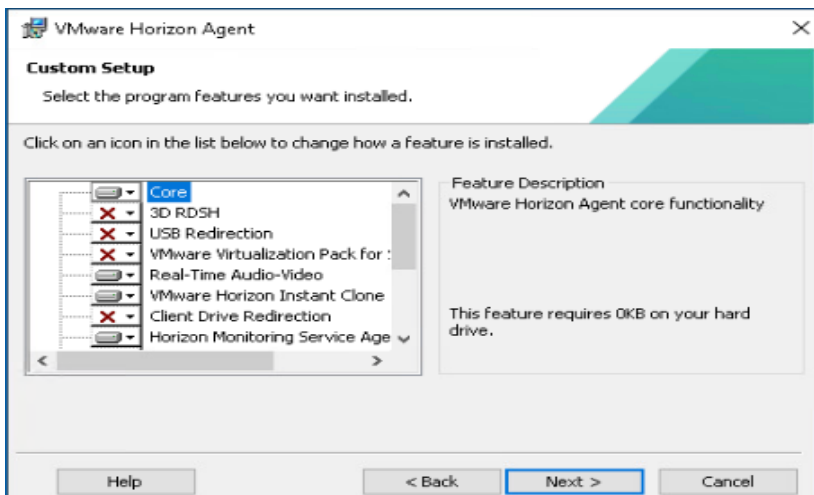 VMware Horizon Agent
Custom Setup
Select the program features you want installed.
Click on an icon in the list below to change how a feature is installed.
Core
3D RDSH
USB Redirection
VMware Virtualization Pack for
Real-Time Audio-Video
VMware Horizon Instant Clone
Client Drive Redirection
Horizon Monitoring Service Age
Feature Description
VMware Horizon Agent core functionality
This feature requires 0KB on your hard
drive.
Help
< Back
Next >
Cancel